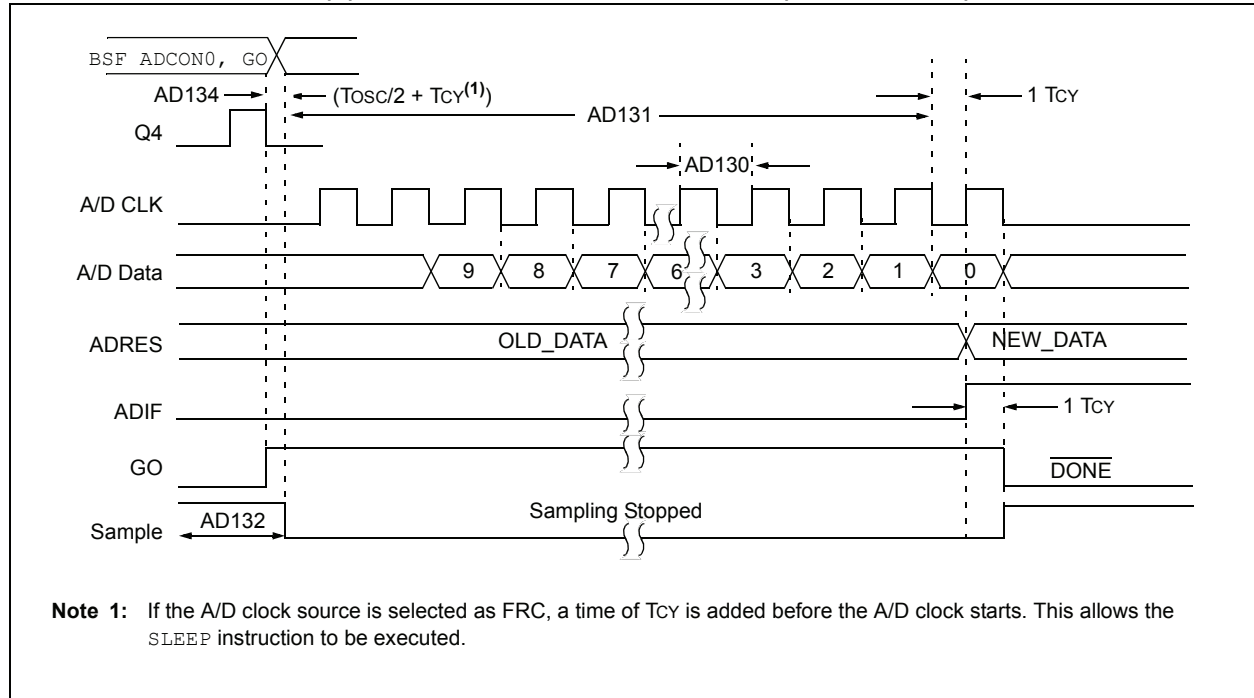 BSF ADCON0, GO
AD134
(TOSC/2 + TCY(1))
1 TCY
AD131
Q4
AD130
A/D CLK
A/D Data
9 8 7 6 3 2 1 0
ADRES
OLD_DATA
NEW_DATA
ADIF
1 TCY
GO
DONE
AD132
Sampling Stopped
Sample
Note 1: If the A/D clock source is selected as FRC, a time of TCY is added before the A/D clock starts. This allows the
SLEEP instruction to be executed.